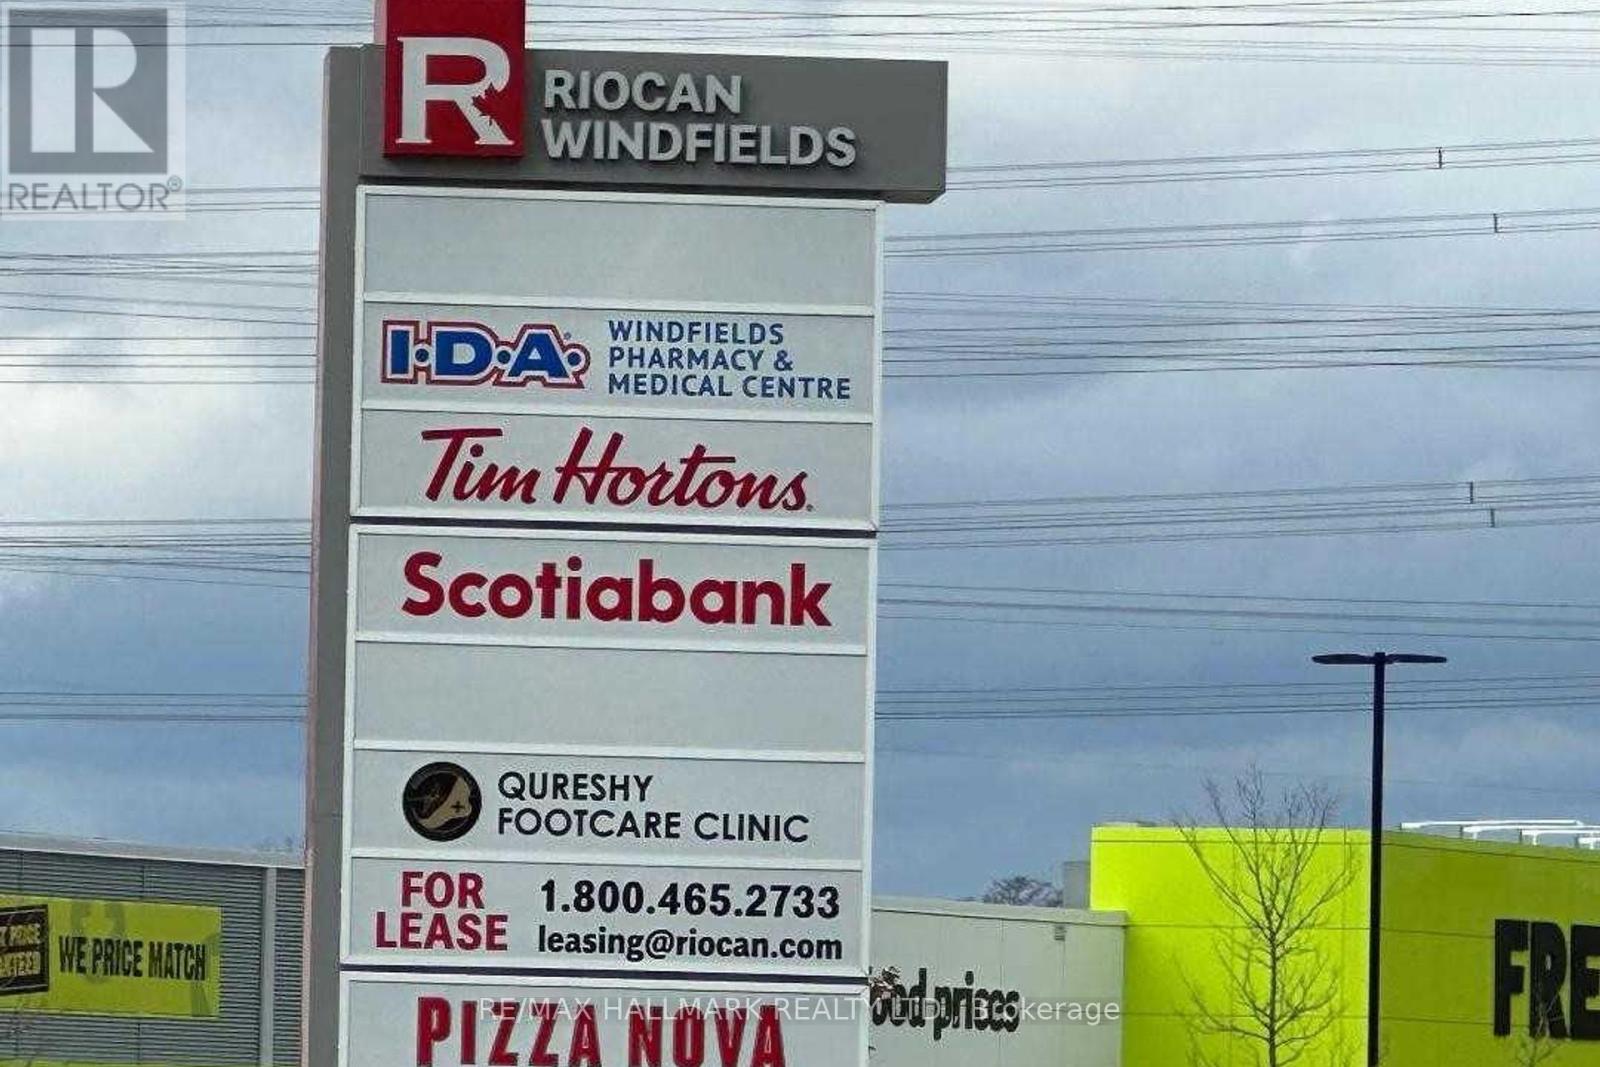 REALTOR®
R
RIOCAN
WINDFIELDS
I·D·A·®
WINDFIELDS
PHARMACY &
MEDICAL CENTRE
Tim Hortons.
Scotiabank
QURESHY
FOOTCARE CLINIC
FOR
LEASE
1.800.465.2733
leasing@riocan.com
WE PRICE MATCH
PIZZA NOVA
prices
FRE
RE/MAX HALLMARK REALTY LTD., Brokerage